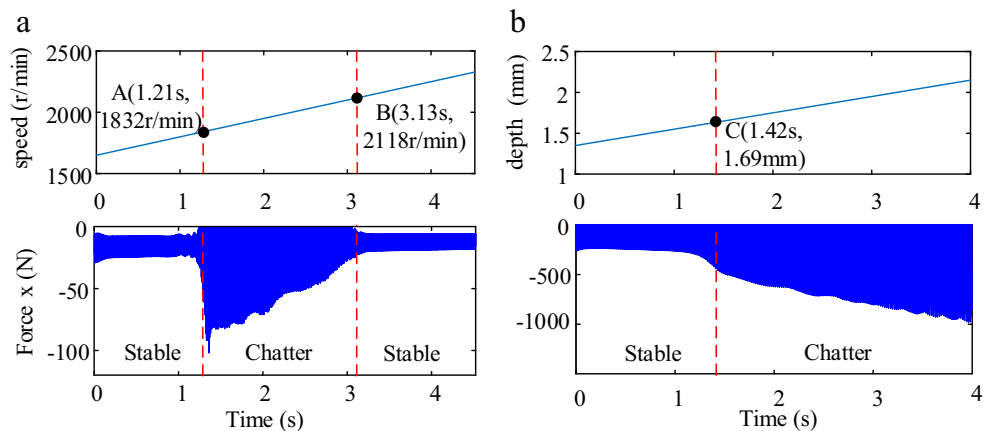 a
2500
2000
1500
speed (r/min)
A(1.21s,
1832r/min)
B(3.13s,
2118r/min)
0 1 2 3 4
0
-50
-100
Force x (N)
Stable Chatter Stable
0 1 2 3 4
Time (s)
b
2.5
2
1.5
1
depth (mm)
C(1.42s,
1.69mm)
0 1 2 3 4
0
-500
-1000
Stable Chatter
0 1 2 3 4
Time (s)